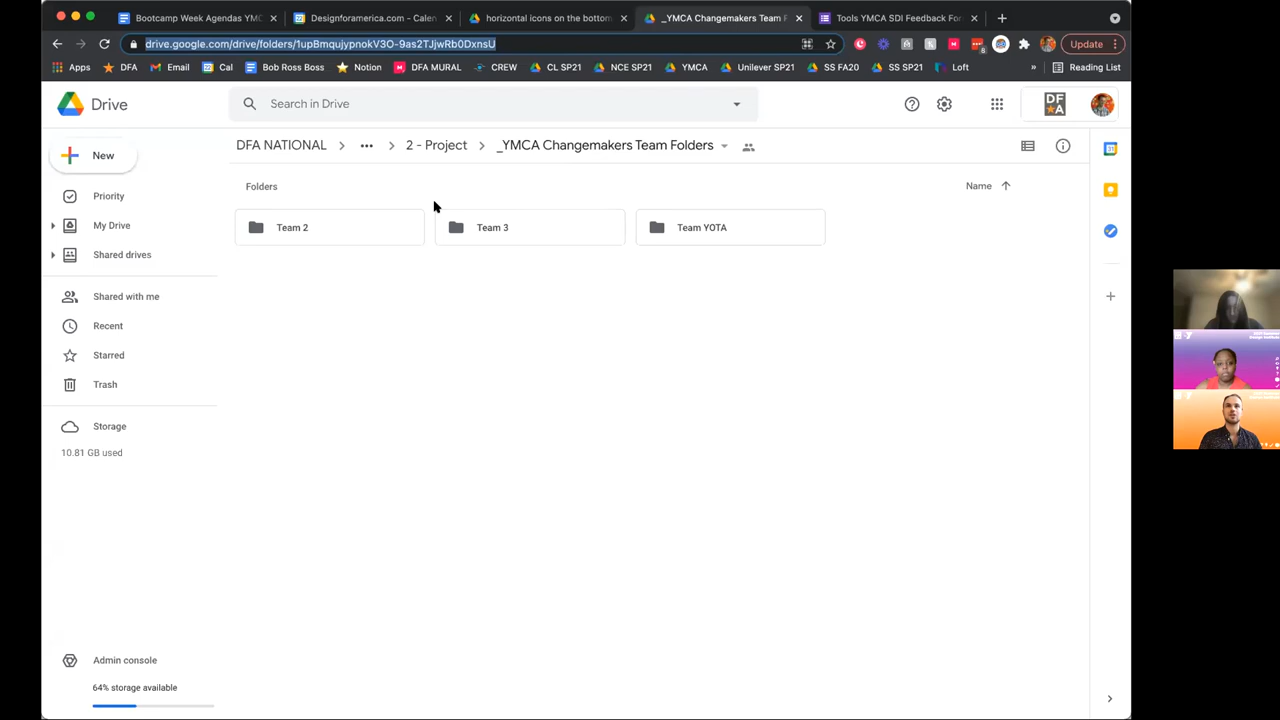 Bootcamp Week Agendas YMC
Designforamerica.com - Calen
horizontal icons on the bottom
_YMCA Changemakers Team F
Tools YMCA SDI Feedback For
drive.google.com/drive/folders/1upBmqujypnokV3O-9as2TJjwRb0DxnsU
Update
Apps
DFA
Email
Cal
Bob Ross Boss
Notion
DFA MURAL
CREW
CL SP21
NCE SP21
YMCA
Unilever SP21
SS FA20
SS SP21
Loft
»
Reading List
Drive
Search in Drive
DF
A
New
DFA NATIONAL > ... > 2 - Project > _YMCA Changemakers Team Folders
Folders
Name
Team 2
Team 3
Team YOTA
Priority
My Drive
Shared drives
Shared with me
Recent
Starred
Trash
Storage
10.81 GB used
Admin console
64% storage available